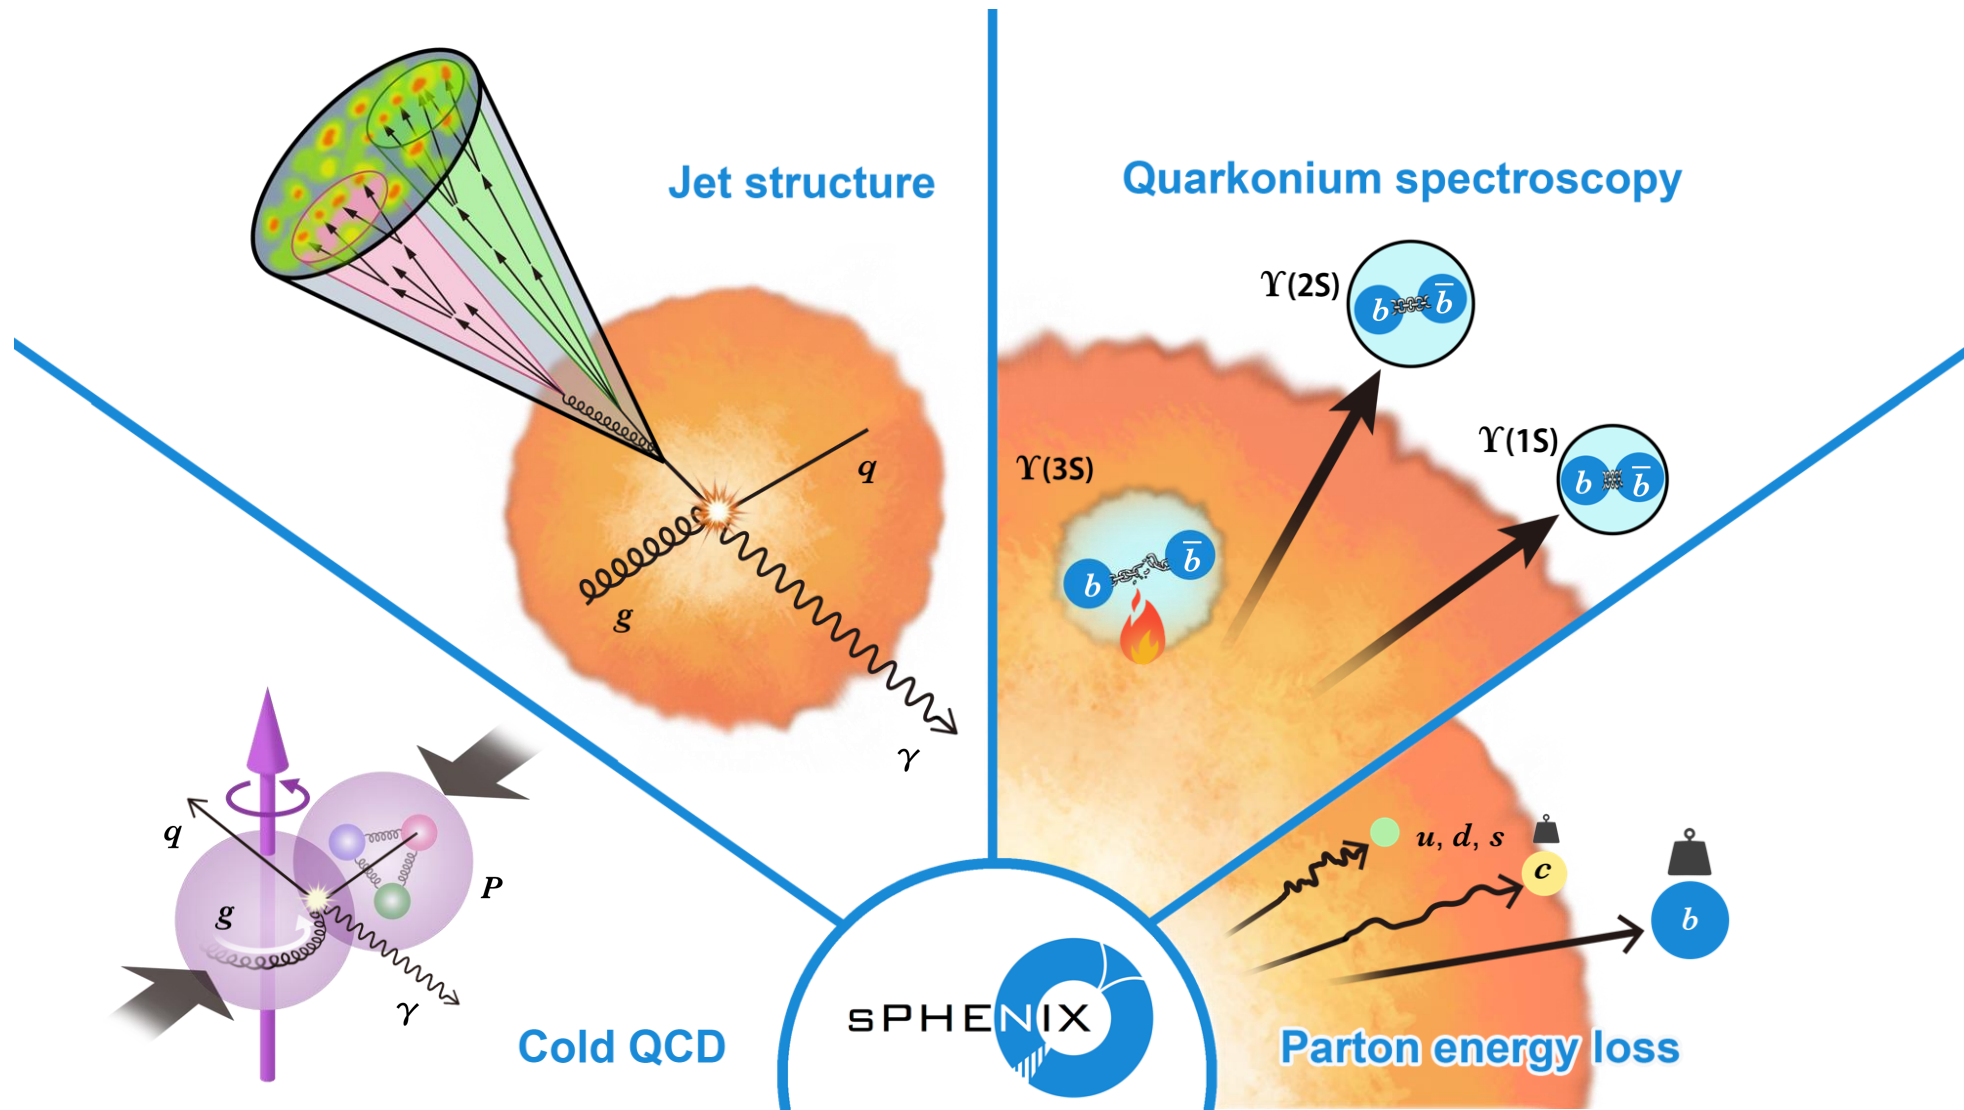 Jet structure
q
g
γ
Quarkonium spectroscopy
ϒ(2S)
b b̅
ϒ(1S)
b b̅
ϒ(3S)
b b̅
q
g
P
γ
Cold QCD
sPHENIX
u, d, s
c
b
Parton energy loss